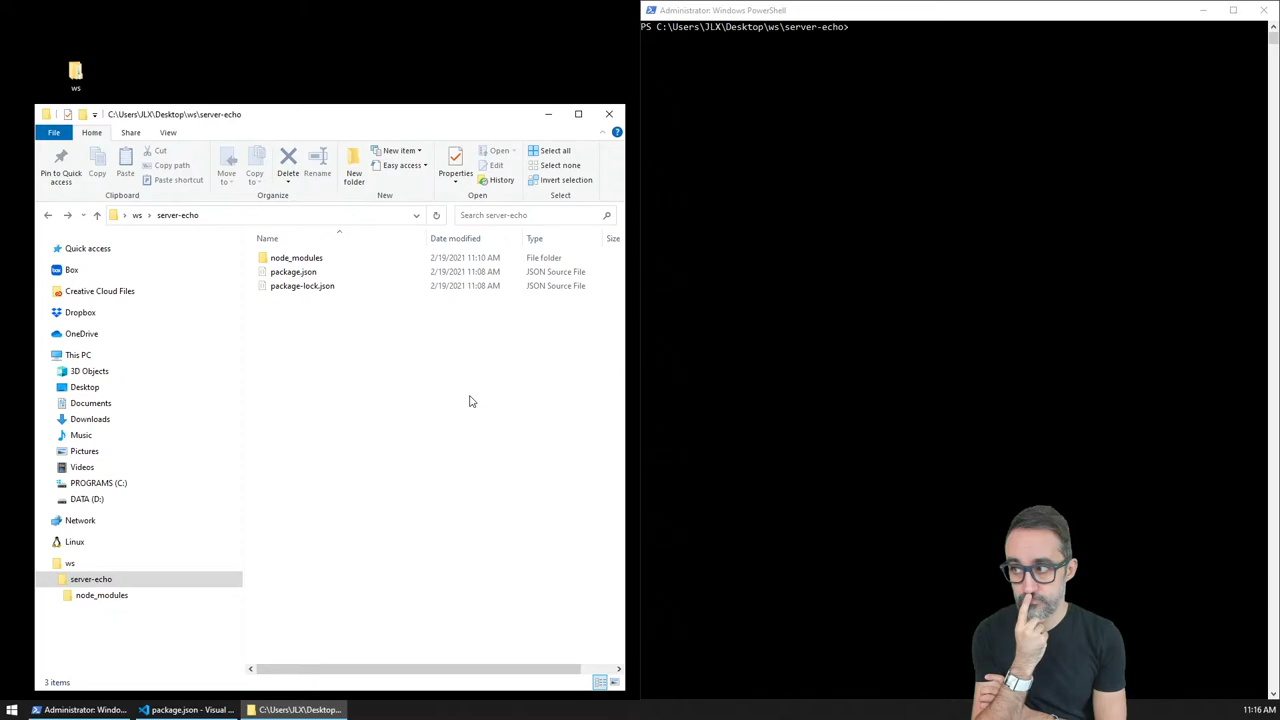 Administrator: Windows PowerShell
PS C:\Users\JLX\Desktop\ws\server-echo>
ws
C:\Users\JLX\Desktop\ws\server-echo
File
Home
Share
View
Pin to Quick
access
Copy
Paste
Cut
Copy path
Paste shortcut
Clipboard
Move
to
Copy
to
Delete
Rename
Organize
New
folder
New item
Easy access
New
Properties
Open
Edit
History
Open
Select all
Select none
Invert selection
Select
ws
server-echo
Search server-echo
Name
Date modified
Type
Size
node_modules
2/19/2021 11:10 AM
File folder
package.json
2/19/2021 11:08 AM
JSON Source File
package-lock.json
2/19/2021 11:08 AM
JSON Source File
Quick access
Box
Creative Cloud Files
Dropbox
OneDrive
This PC
3D Objects
Desktop
Documents
Downloads
Music
Pictures
Videos
PROGRAMS (C:)
DATA (D:)
Network
Linux
ws
server-echo
node_modules
3 items
Administrator: Windo...
package.json - Visual ...
C:\Users\JLX\Desktop...
11:16 AM